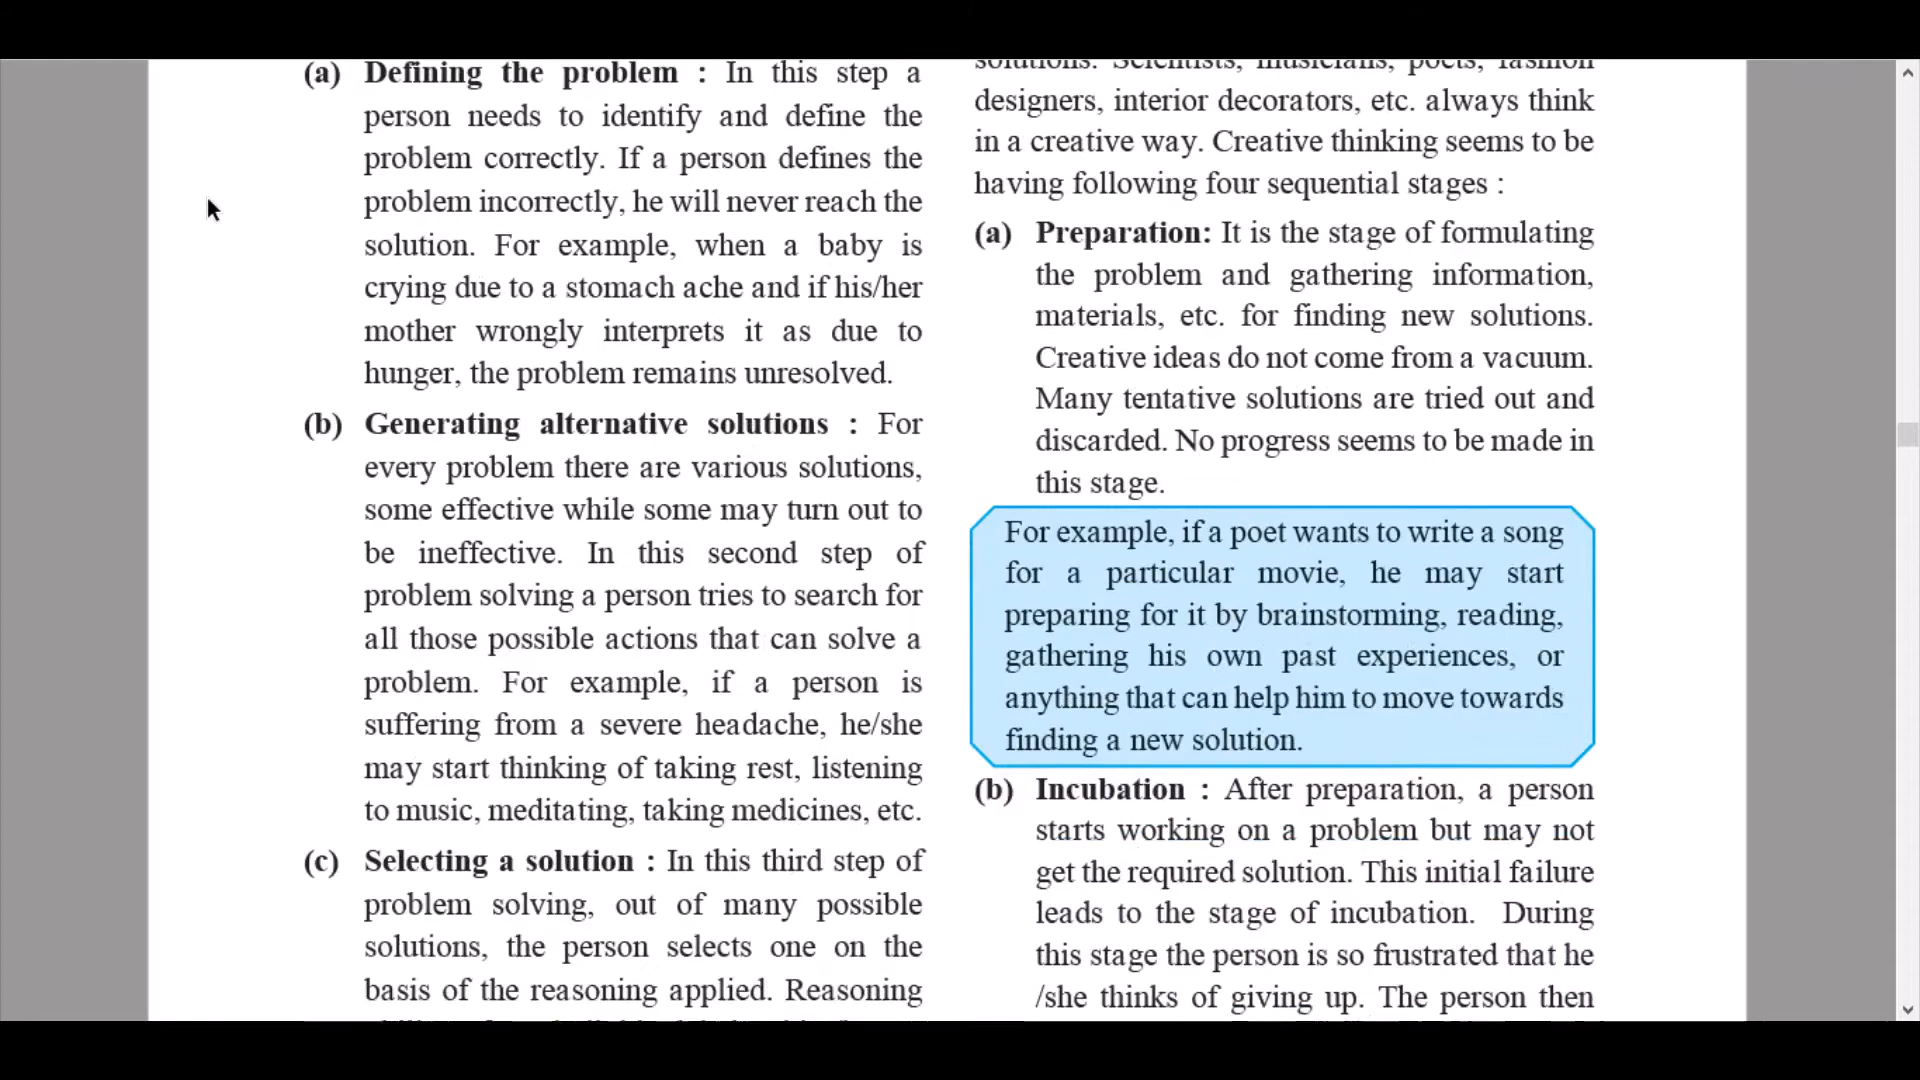 (a) Defining the problem : In this step a
person needs to identify and define the
problem correctly. If a person defines the
problem incorrectly, he will never reach the
solution. For example, when a baby is
crying due to a stomach ache and if his/her
mother wrongly interprets it as due to
hunger, the problem remains unresolved.
(b) Generating alternative solutions : For
every problem there are various solutions,
some effective while some may turn out to
be ineffective. In this second step of
problem solving a person tries to search for
all those possible actions that can solve a
problem. For example, if a person is
suffering from a severe headache, he/she
may start thinking of taking rest, listening
to music, meditating, taking medicines, etc.
(c) Selecting a solution : In this third step of
problem solving, out of many possible
solutions, the person selects one on the
basis of the reasoning applied. Reasoning
solutions. Scientists, musicians, poets, fashion
designers, interior decorators, etc. always think
in a creative way. Creative thinking seems to be
having following four sequential stages :
(a) Preparation: It is the stage of formulating
the problem and gathering information,
materials, etc. for finding new solutions.
Creative ideas do not come from a vacuum.
Many tentative solutions are tried out and
discarded. No progress seems to be made in
this stage.
For example, if a poet wants to write a song
for a particular movie, he may start
preparing for it by brainstorming, reading,
gathering his own past experiences, or
anything that can help him to move towards
finding a new solution.
(b) Incubation : After preparation, a person
starts working on a problem but may not
get the required solution. This initial failure
leads to the stage of incubation. During
this stage the person is so frustrated that he
/she thinks of giving up. The person then